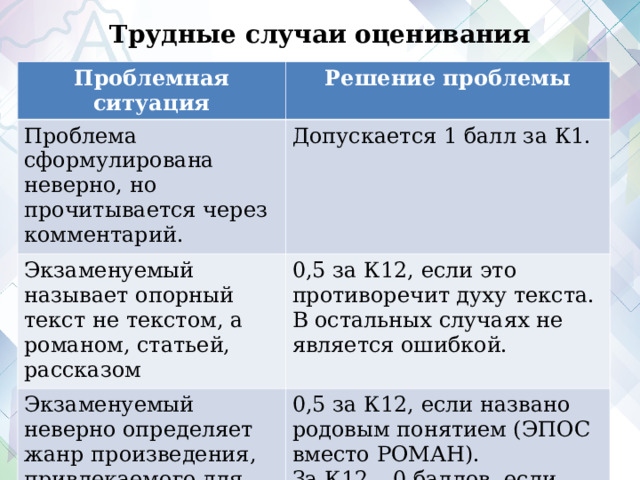 Трудные случаи оценивания
Проблемная
ситуация
Решение проблемы
Проблема
сформулирована
неверно, но
прочитывается через
комментарий.
Допускается 1 балл за К1.
Экзаменуемый
называет опорный
текст не текстом, а
романом, статьей,
рассказом
0,5 за К12, если это
противоречит духу текста.
В остальных случаях не
является ошибкой.
Экзаменуемый
неверно определяет
жанр произведения,
привлекаемого для
0,5 за К12, если названо
родовым понятием (ЭПОС
вместо РОМАН).
За К12 – 0 баллов, если